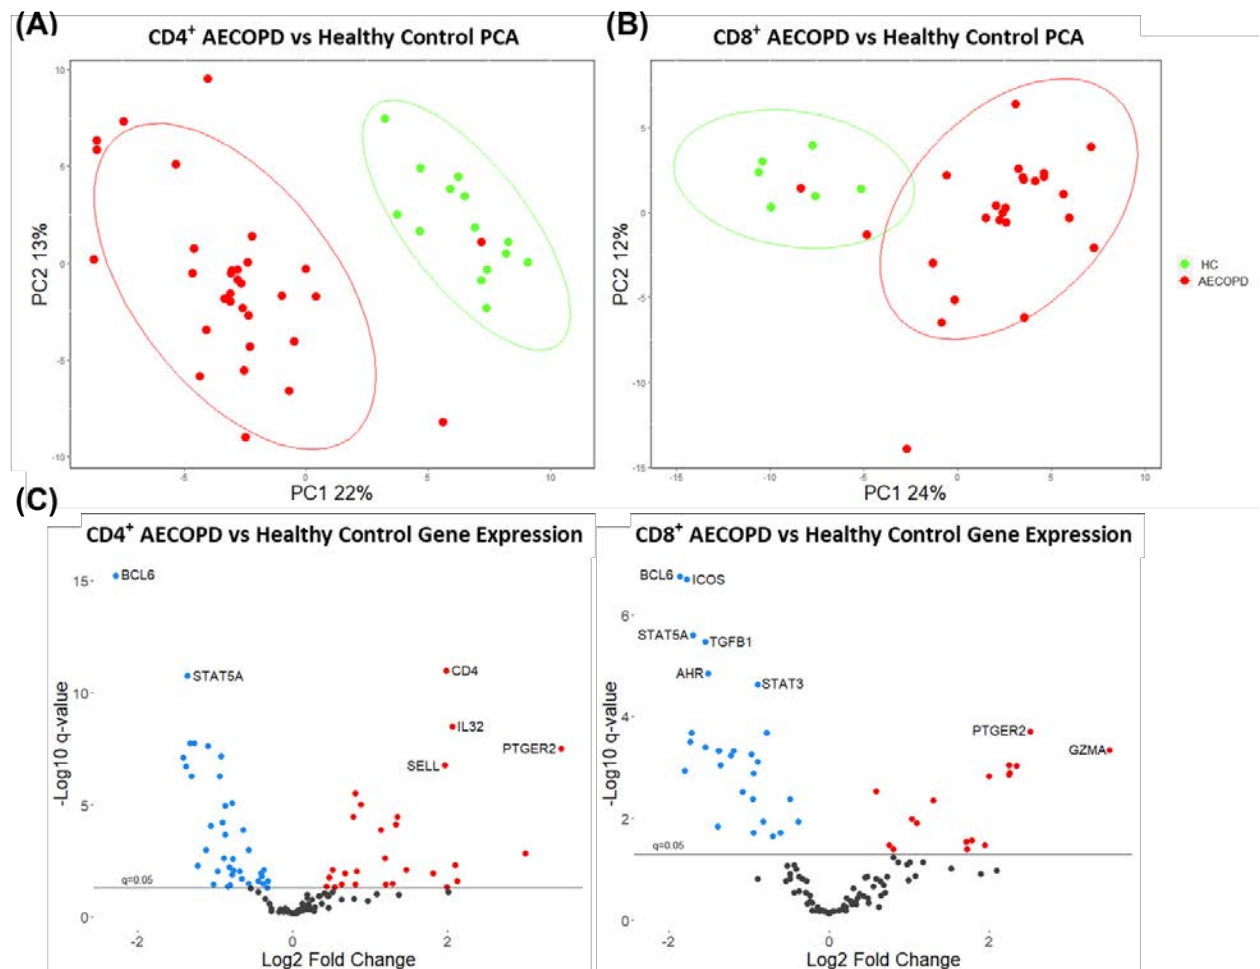 (A)
CD4+ AECOPD vs Healthy Control PCA
10
5
0
-5
-10
PC2 13%
-5
0
5
10
PC1 22%
(B)
CD8+ AECOPD vs Healthy Control PCA
5
0
-5
-10
-15
PC2 12%
-15
-10
-5
0
5
10
PC1 24%
HC
AECOPD
(C)
CD4+ AECOPD vs Healthy Control Gene Expression
15
10
5
0
-Log10 q-value
BCL6
STAT5A
CD4
IL32
PTGER2
SELL
q=0.05
-2
0
2
Log2 Fold Change
CD8+ AECOPD vs Healthy Control Gene Expression
6
4
2
0
-Log10 q-value
BCL6
ICOS
STAT5A
TGFB1
AHR
STAT3
PTGER2
GZMA
q=0.05
-2
0
2
Log2 Fold Change